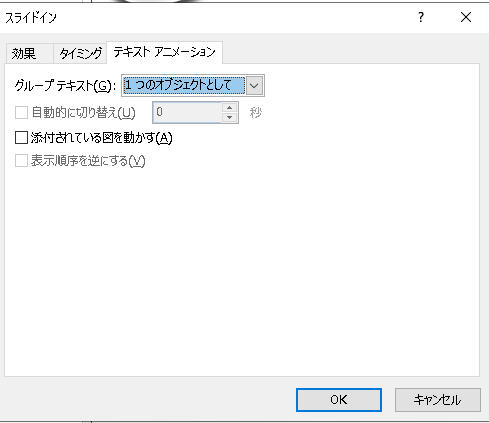 スライドイン ?
効果 タイミング テキスト アニメーション
グループ テキスト(G): 1 つのオブジェクトとして
自動的に切り替え(U) 0 秒
添付されている図を動かす(A)
表示順序を逆にする(V)
OK キャンセル